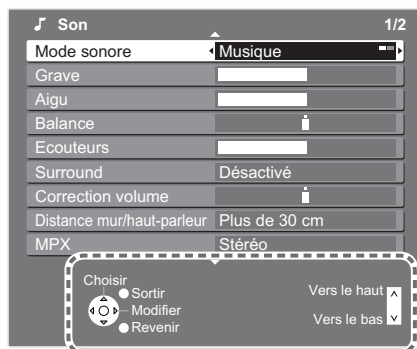 Son 1/2
Mode sonore Musique
Grave
Aigu
Balance
Ecouteurs
Surround Désactivé
Correction volume
Distance mur/haut-parleur Plus de 30 cm
MPX Stéréo
Choisir
Sortir
Modifier
Revenir
Vers le haut
Vers le bas